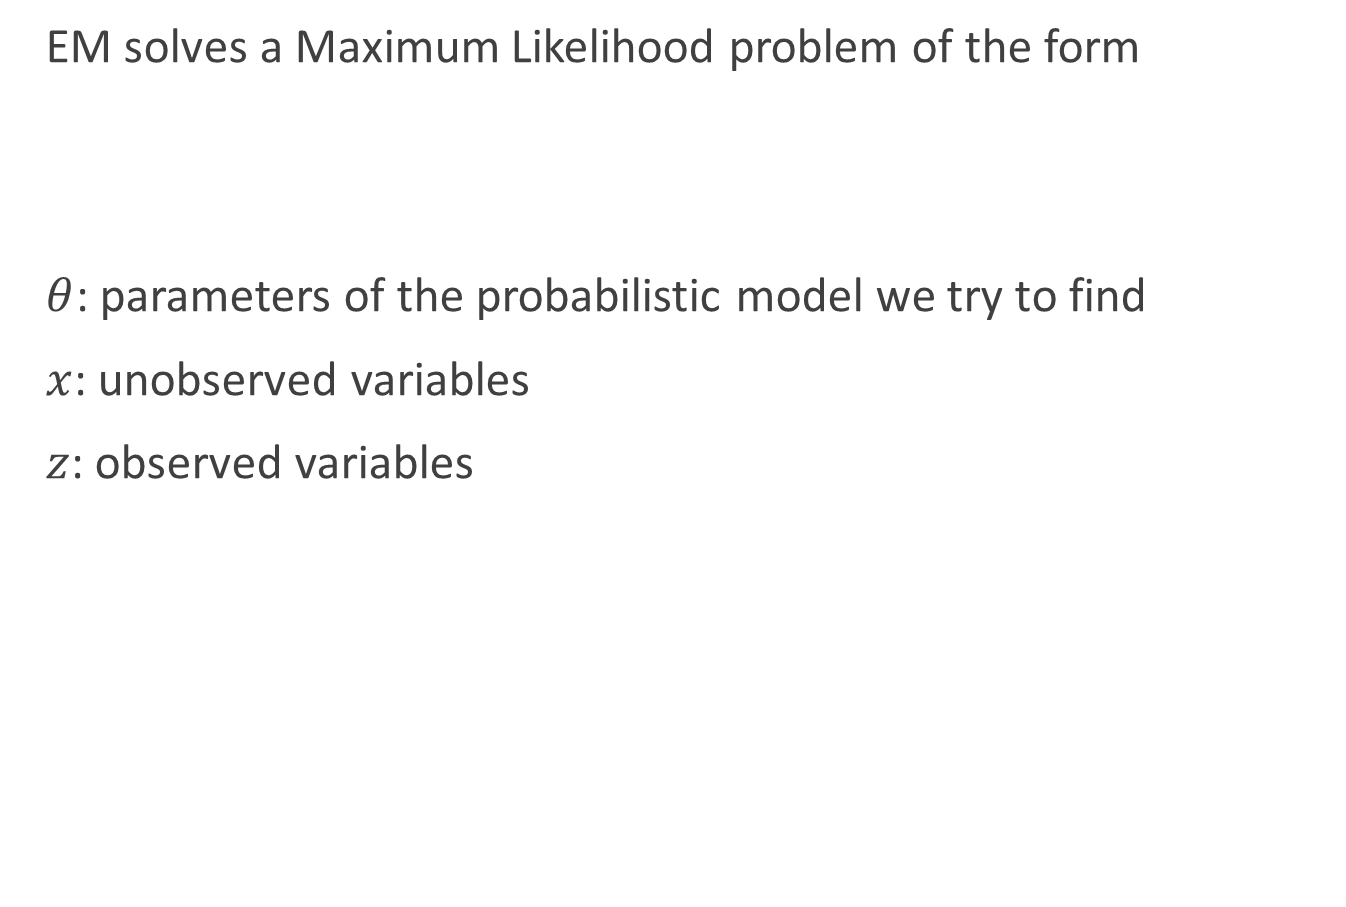 EM solves a Maximum Likelihood problem of the form
θ: parameters of the probabilistic model we try to find
x: unobserved variables
z: observed variables